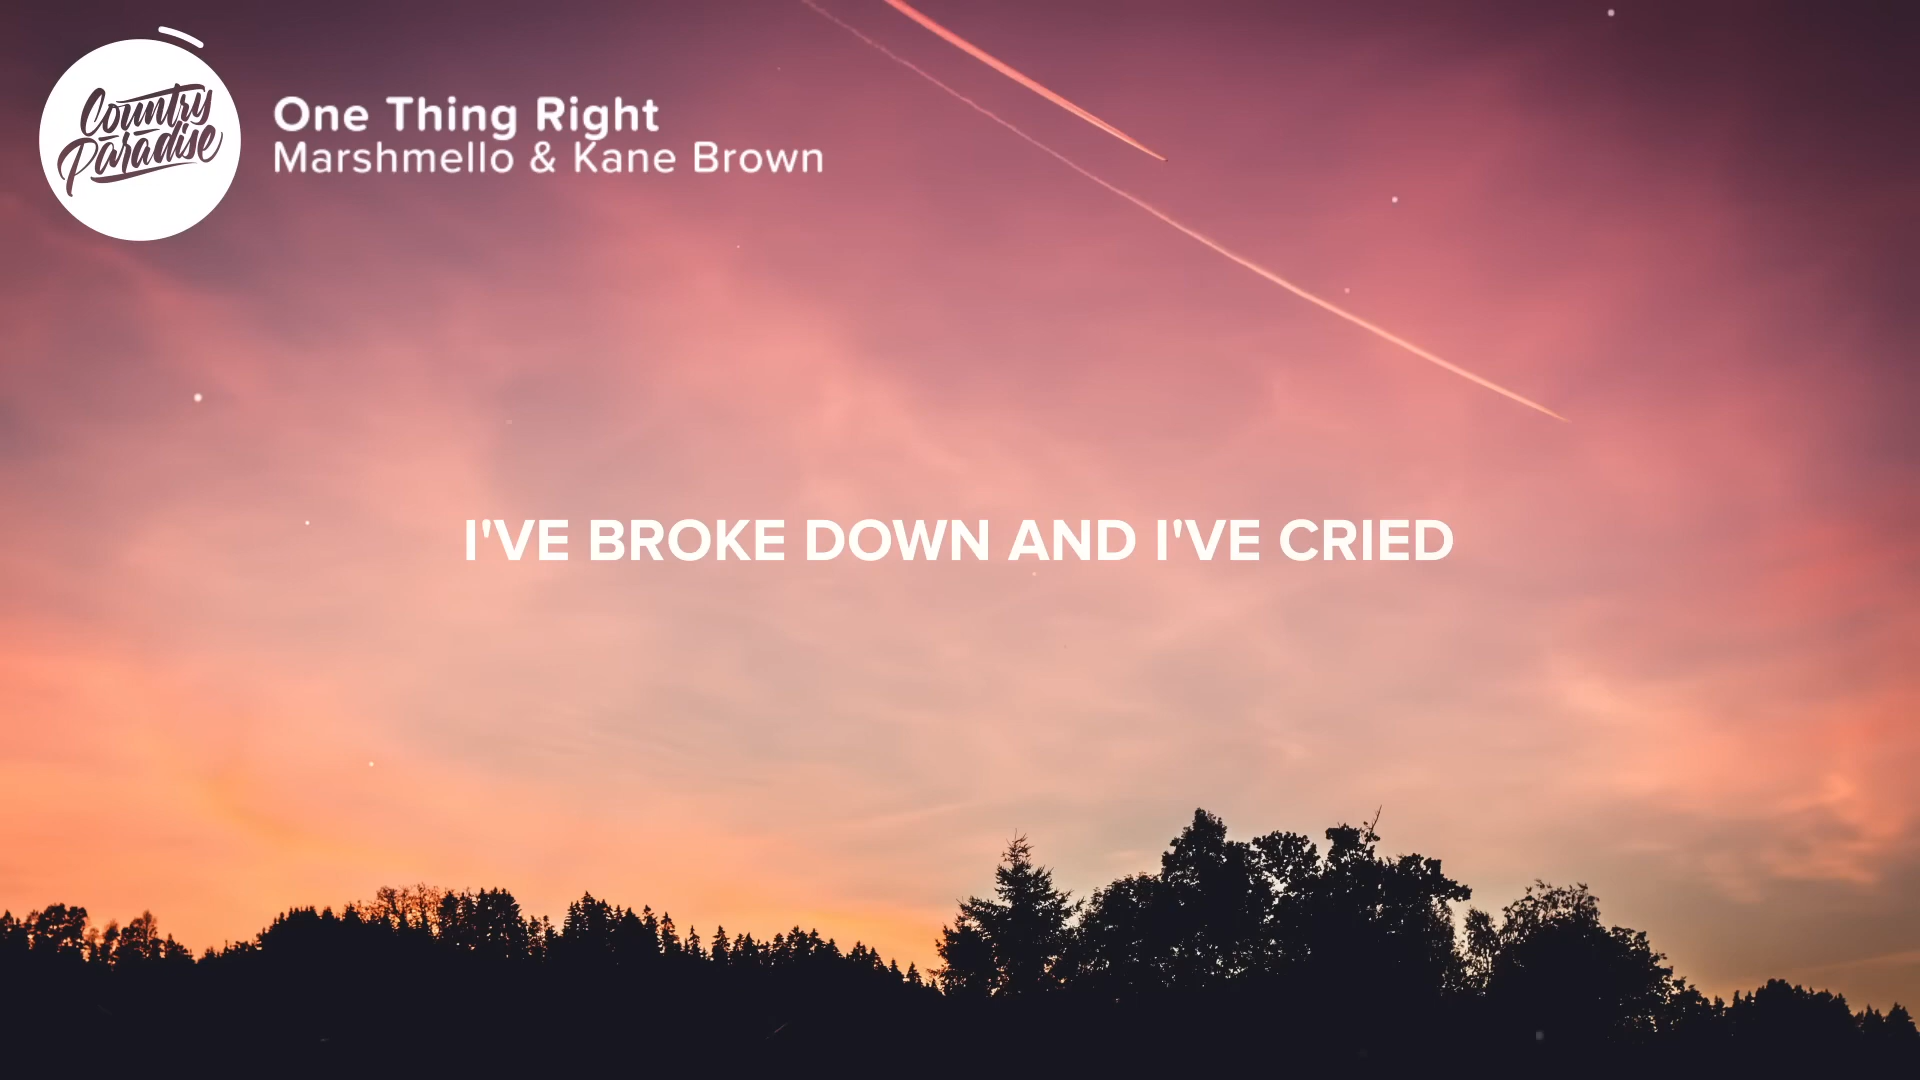 Country
Paradise
One Thing Right
Marshmello & Kane Brown
I'VE BROKE DOWN AND I'VE CRIED